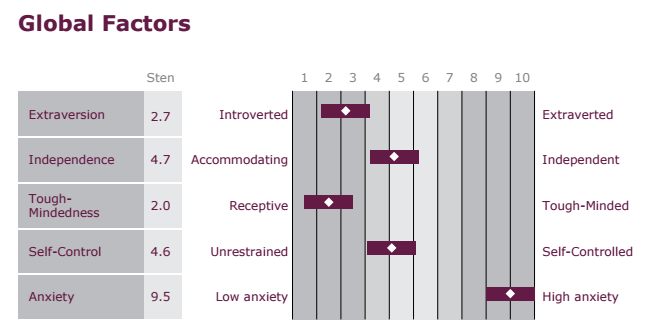 Global Factors
Sten 1 2 3 4 5 6 7 8 9 10
Extraversion 2.7 Introverted Extraverted
Independence 4.7 Accommodating Independent
Tough-
Mindedness 2.0 Receptive Tough-Minded
Self-Control 4.6 Unrestrained Self-Controlled
Anxiety 9.5 Low anxiety High anxiety